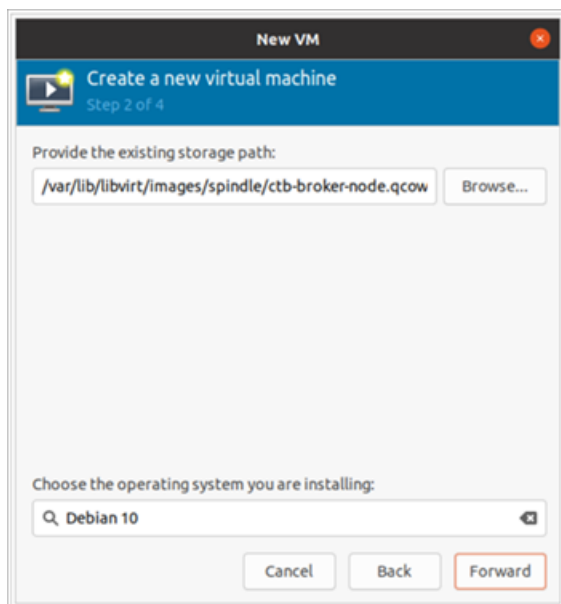 New VM
Create a new virtual machine
Step 2 of 4
Provide the existing storage path:
/var/lib/libvirt/images/spindle/ctb-broker-node.qcow
Browse...
Choose the operating system you are installing:
Debian 10
Cancel
Back
Forward